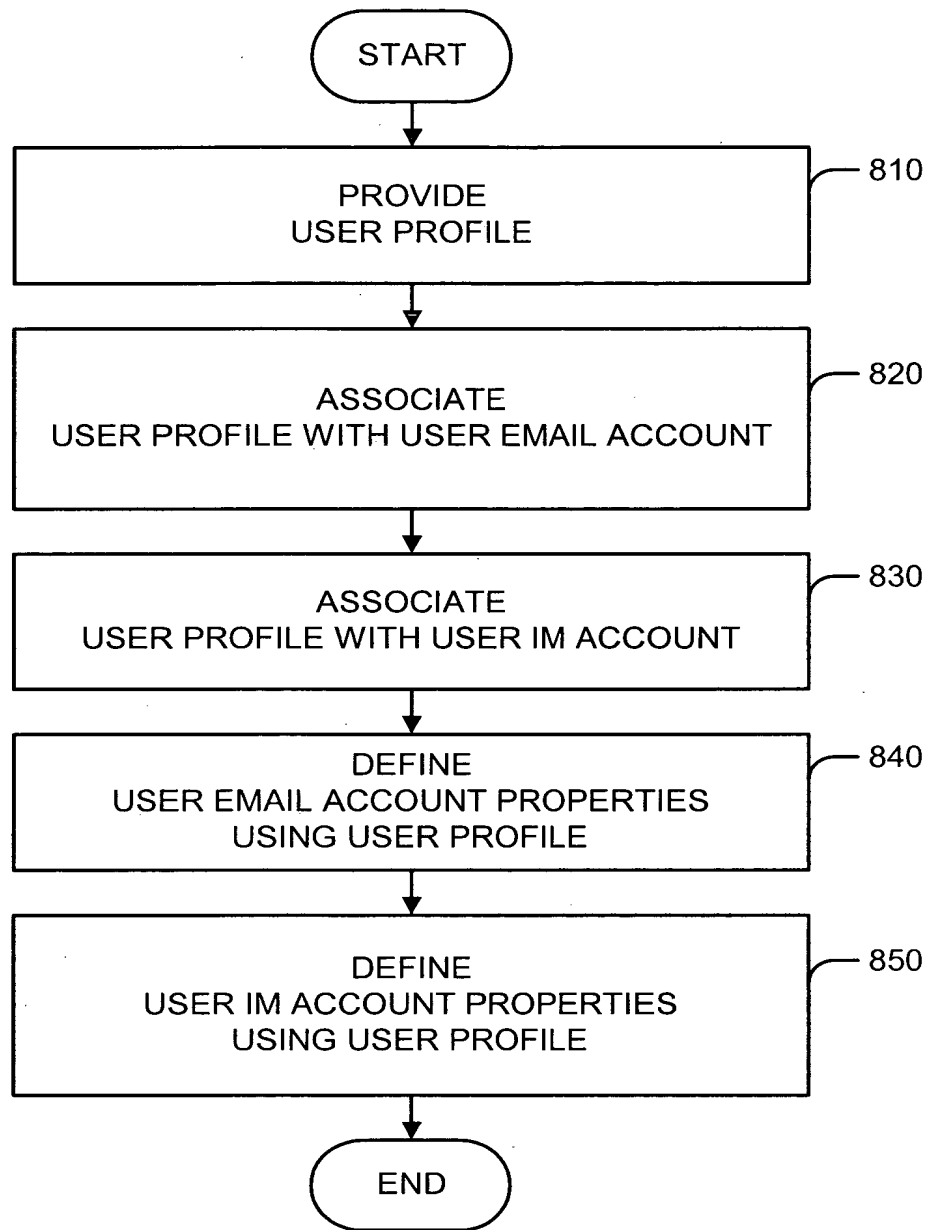 START
PROVIDE
USER PROFILE
810
ASSOCIATE
USER PROFILE WITH USER EMAIL ACCOUNT
820
ASSOCIATE
USER PROFILE WITH USER IM ACCOUNT
830
DEFINE
USER EMAIL ACCOUNT PROPERTIES
USING USER PROFILE
840
DEFINE
USER IM ACCOUNT PROPERTIES
USING USER PROFILE
850
END